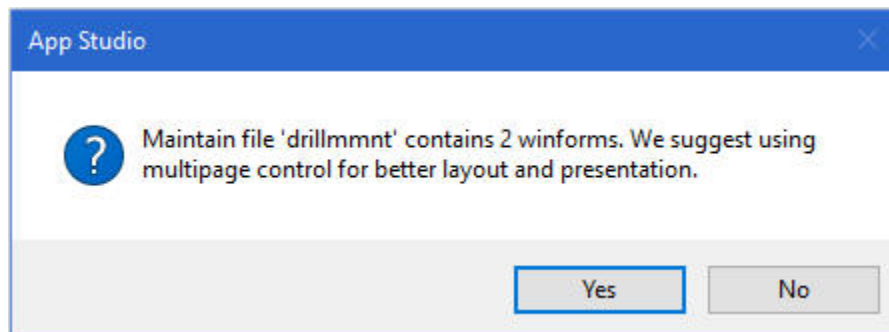 App Studio
Maintain file 'drillmmnt' contains 2 winforms. We suggest using
multipage control for better layout and presentation.
Yes
No